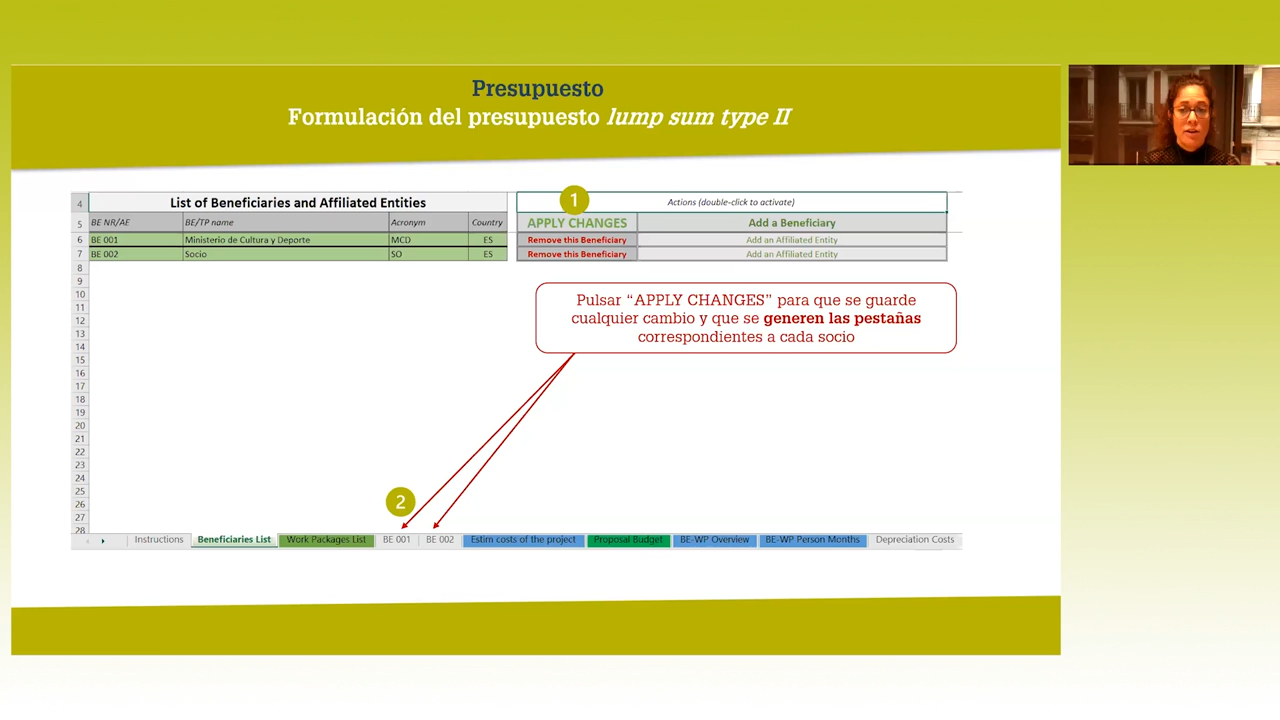 Presupuesto
Formulación del presupuesto lump sum type II
4 List of Beneficiaries and Affiliated Entities 1 Actions (double-click to activate)
5 BE NR/AE BE/TP name Acronym Country APPLY CHANGES Add a Beneficiary
6 BE 001 Ministerio de Cultura y Deporte MCD ES Remove this Beneficiary Add an Affiliated Entity
7 BE 002 Socio SO ES Remove this Beneficiary Add an Affiliated Entity
8
9
10
11
12
13
14
15
16
17
18
19
20
21
22
23
24
25
26
27
28
Pulsar “APPLY CHANGES” para que se guarde
cualquier cambio y que se generen las pestañas
correspondientes a cada socio
2
Instructions Beneficiaries List Work Packages List BE 001 BE 002 Estim costs of the project Proposal Budget BE-WP Overview BE-WP Person Months Depreciation Costs